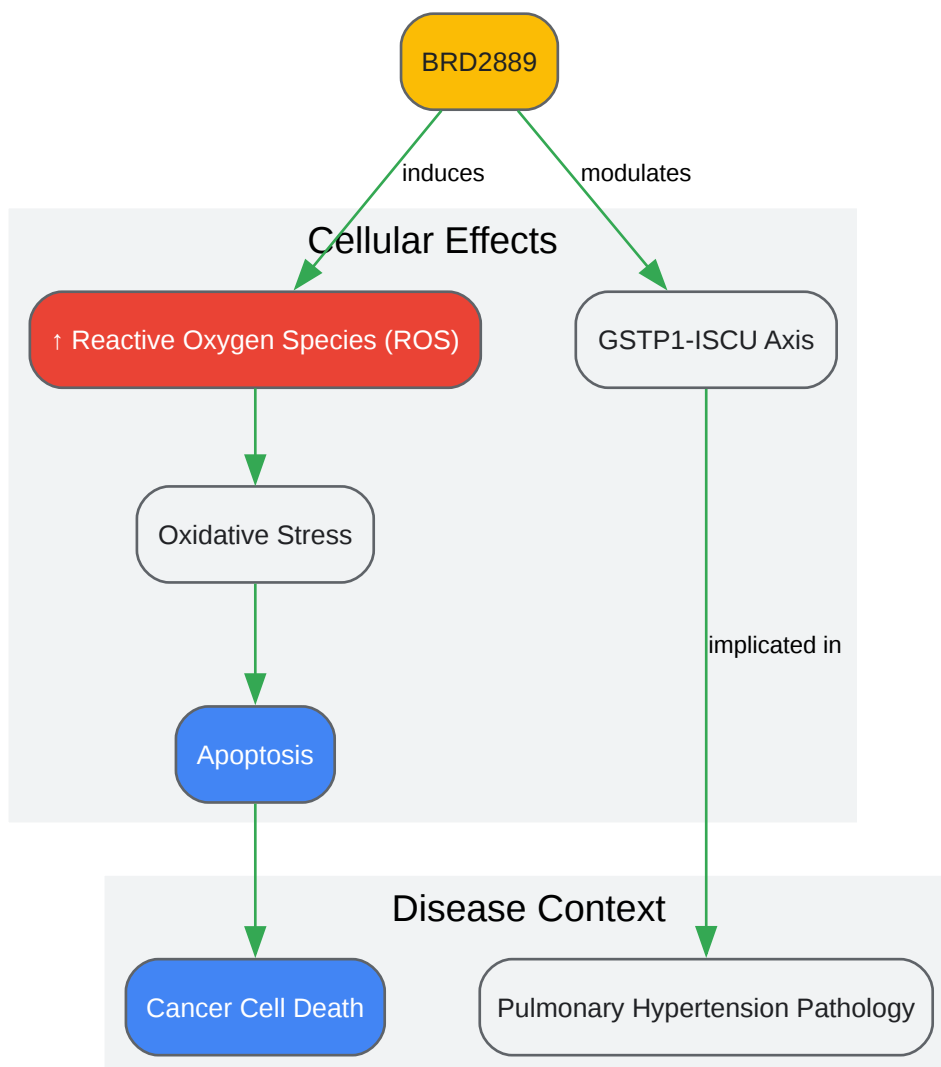 BRD2889
induces
modulates
Cellular Effects
↑ Reactive Oxygen Species (ROS)
GSTP1-ISCU Axis
Oxidative Stress
implicated in
Apoptosis
Disease Context
Cancer Cell Death
Pulmonary Hypertension Pathology